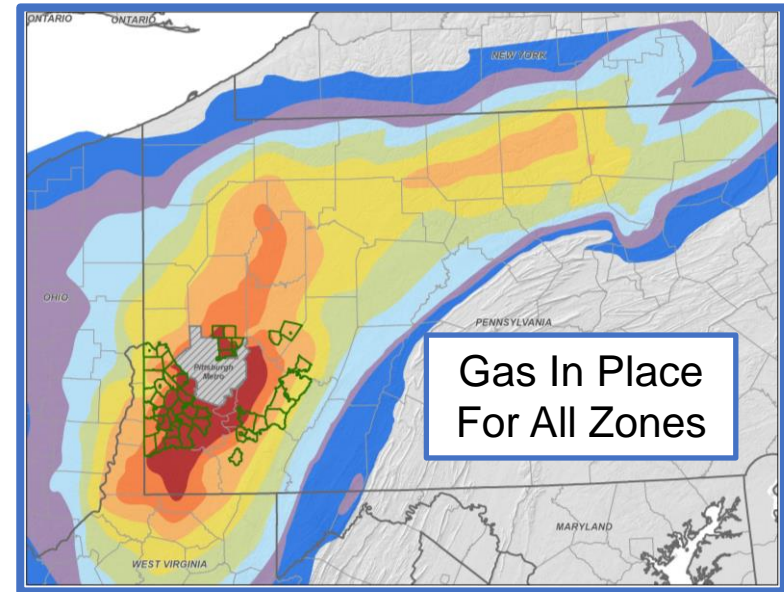 ONTARIO
ONTARIO
NEW YORK
OHIO
PENNSYLVANIA
Pittsburgh
Metro
Gas In Place
For All Zones
MARYLAND
WEST VIRGINIA